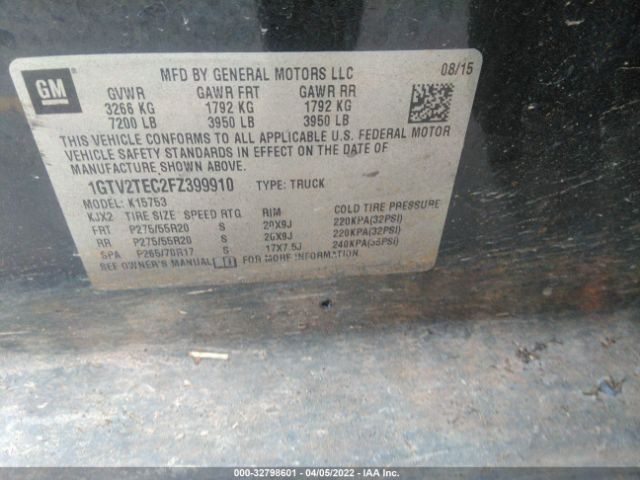 GM
MFD BY GENERAL MOTORS LLC 08/15
GVWR GAWR FRT GAWR RR
3266 KG 1792 KG 1792 KG
7200 LB 3950 LB 3950 LB
THIS VEHICLE CONFORMS TO ALL APPLICABLE U.S. FEDERAL MOTOR
VEHICLE SAFETY STANDARDS IN EFFECT ON THE DATE OF
MANUFACTURE SHOWN ABOVE.
1GTV2TEC2FZ399910 TYPE: TRUCK
MODEL: K15753
KJX2 TIRE SIZE SPEED RTG RIM COLD TIRE PRESSURE
FRT P275/55R20 S 20X9J 220KPA(32PSI)
RR P275/55R20 S 20X9J 220KPA(32PSI)
SPA P265/70R17 S 17X7.5J 240KPA(35PSI)
SEE OWNER'S MANUAL FOR MORE INFORMATION
000-32798601 - 04/05/2022 - IAA Inc.